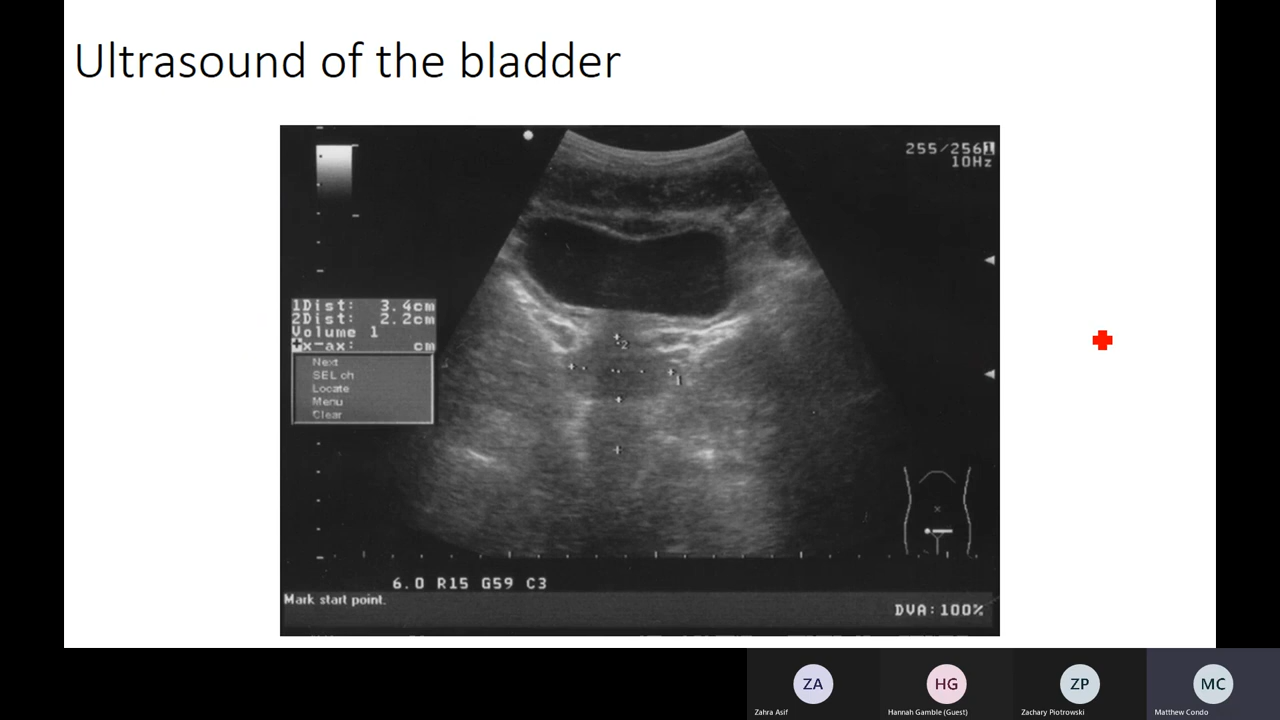 Ultrasound of the bladder
255/256
10Hz
1Dist: 3.4cm
2Dist: 2.2cm
Volume 1
x-ax: cm
Next
SEL ch
Locate
Menu
Clear
2
1
6.0 R15 G59 C3
Mark start point.
DVA:100%
ZA
HG
ZP
MC
Zahra Asif
Hannah Gamble (Guest)
Zachary Piotrowski
Matthew Condo